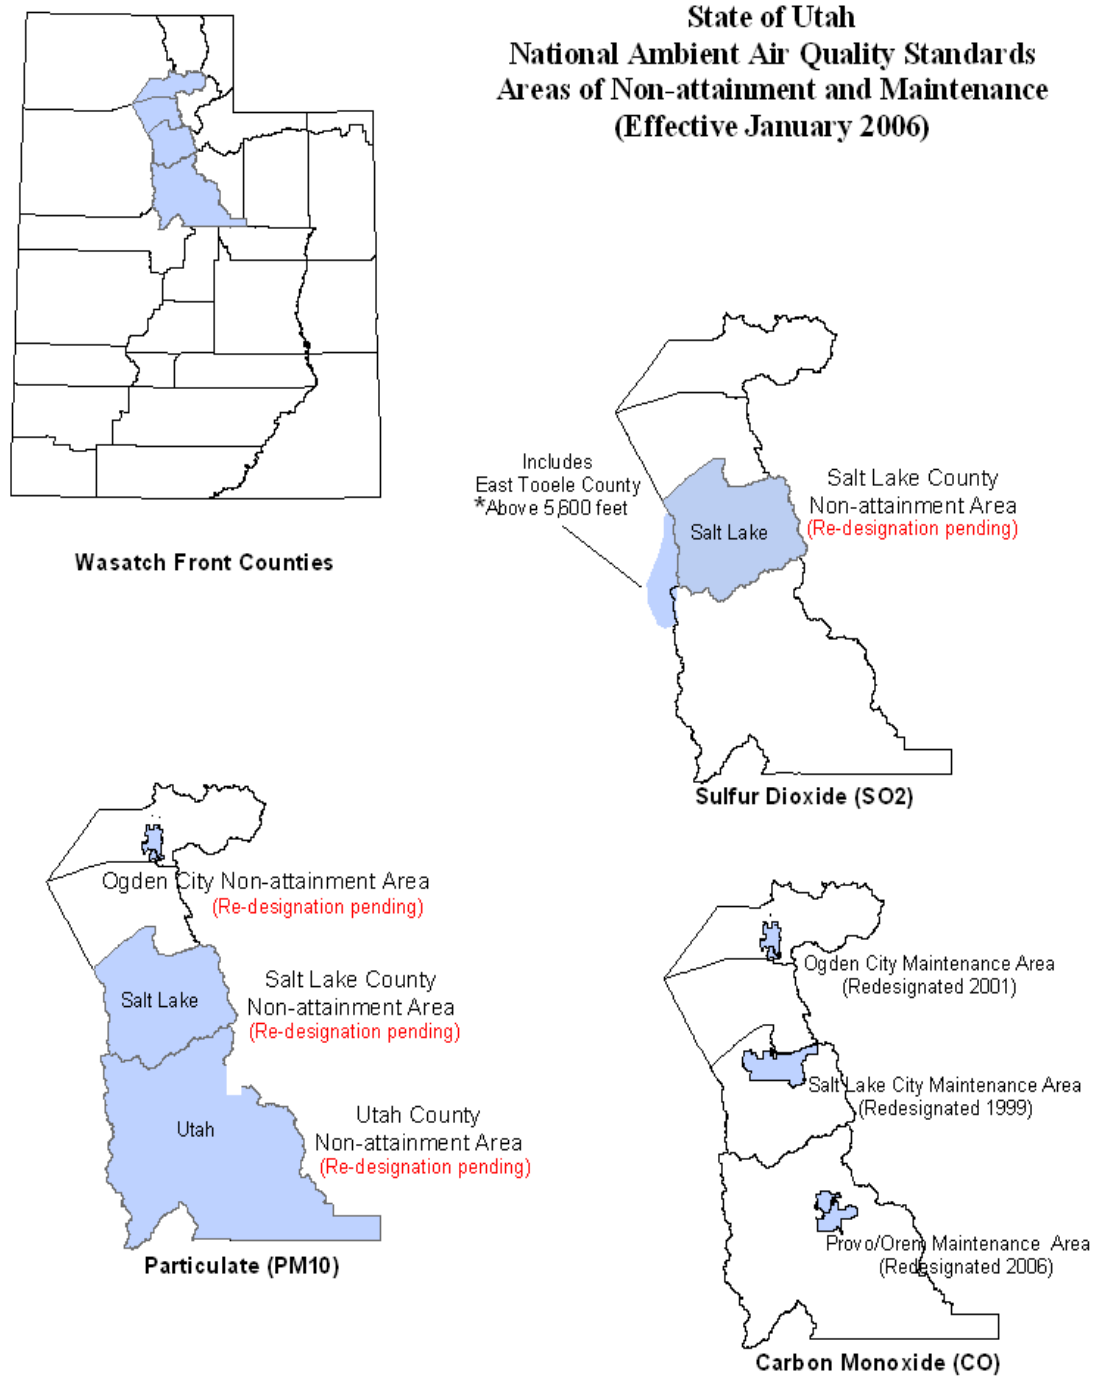 State of Utah
National Ambient Air Quality Standards
Areas of Non-attainment and Maintenance
(Effective January 2006)
Wasatch Front Counties
Includes
East Tooele County
*Above 5,600 feet
Salt Lake
Salt Lake County
Non-attainment Area
(Re-designation pending)
Sulfur Dioxide (SO2)
Ogden City Non-attainment Area
(Re-designation pending)
Salt Lake
Salt Lake County
Non-attainment Area
(Re-designation pending)
Utah
Utah County
Non-attainment Area
(Re-designation pending)
Particulate (PM10)
Ogden City Maintenance Area
(Redesignated 2001)
Salt Lake City Maintenance Area
(Redesignated 1999)
Provo/Orem Maintenance Area
(Redesignated 2006)
Carbon Monoxide (CO)